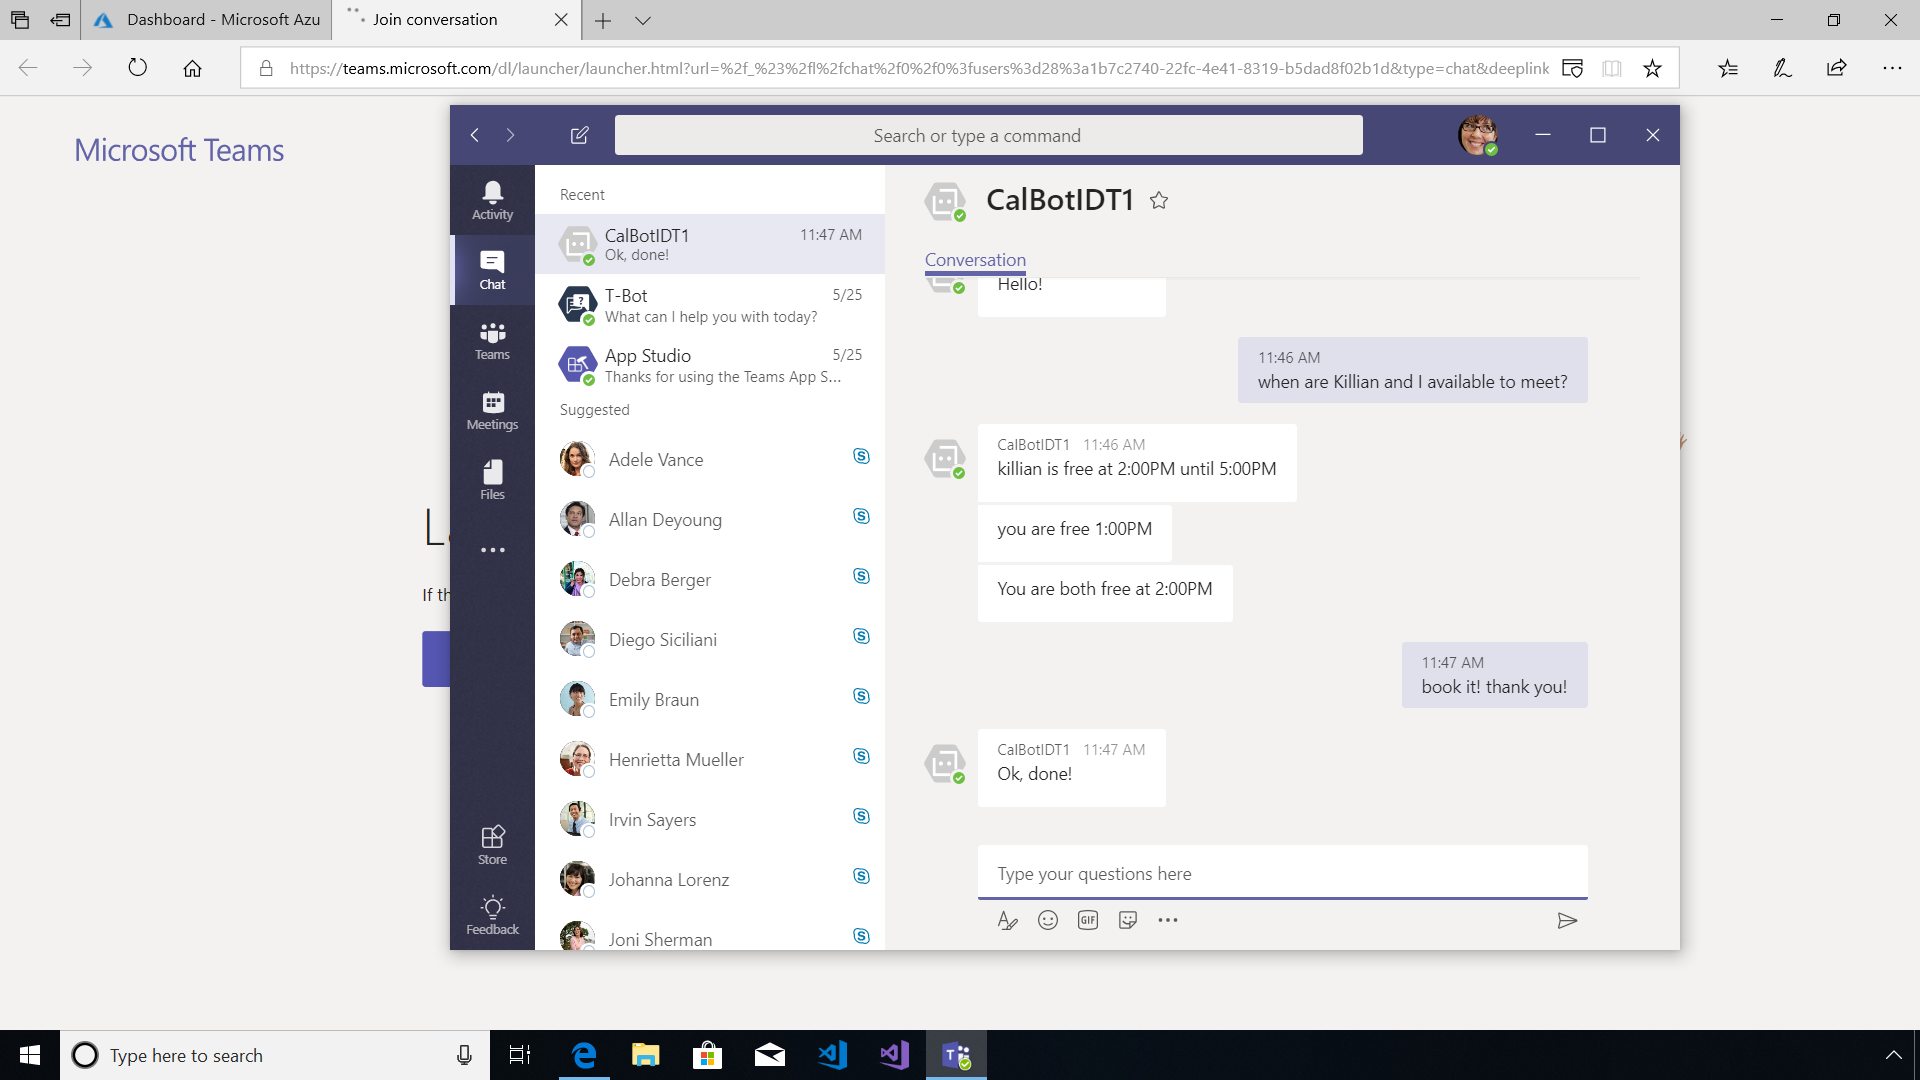 Dashboard - Microsoft Azu
Join conversation
https://teams.microsoft.com/dl/launcher/launcher.html?url=%2f_%23%2fl%2fchat%2f0%2f0%3fusers%3d28%3a1b7c2740-22fc-4e41-8319-b5dad8f02b1d&type=chat&deeplink
Microsoft Teams
Search or type a command
Activity
Chat
Teams
Meetings
Files
Store
Feedback
Recent
CalBotIDT1 11:47 AM
Ok, done!
T-Bot 5/25
What can I help you with today?
App Studio 5/25
Thanks for using the Teams App S...
Suggested
Adele Vance
Allan Deyoung
Debra Berger
Diego Siciliani
Emily Braun
Henrietta Mueller
Irvin Sayers
Johanna Lorenz
Joni Sherman
CalBotIDT1
Conversation
Hello!
11:46 AM
when are Killian and I available to meet?
CalBotIDT1 11:46 AM
killian is free at 2:00PM until 5:00PM
you are free 1:00PM
You are both free at 2:00PM
11:47 AM
book it! thank you!
CalBotIDT1 11:47 AM
Ok, done!
Type your questions here
GIF
If th
Type here to search